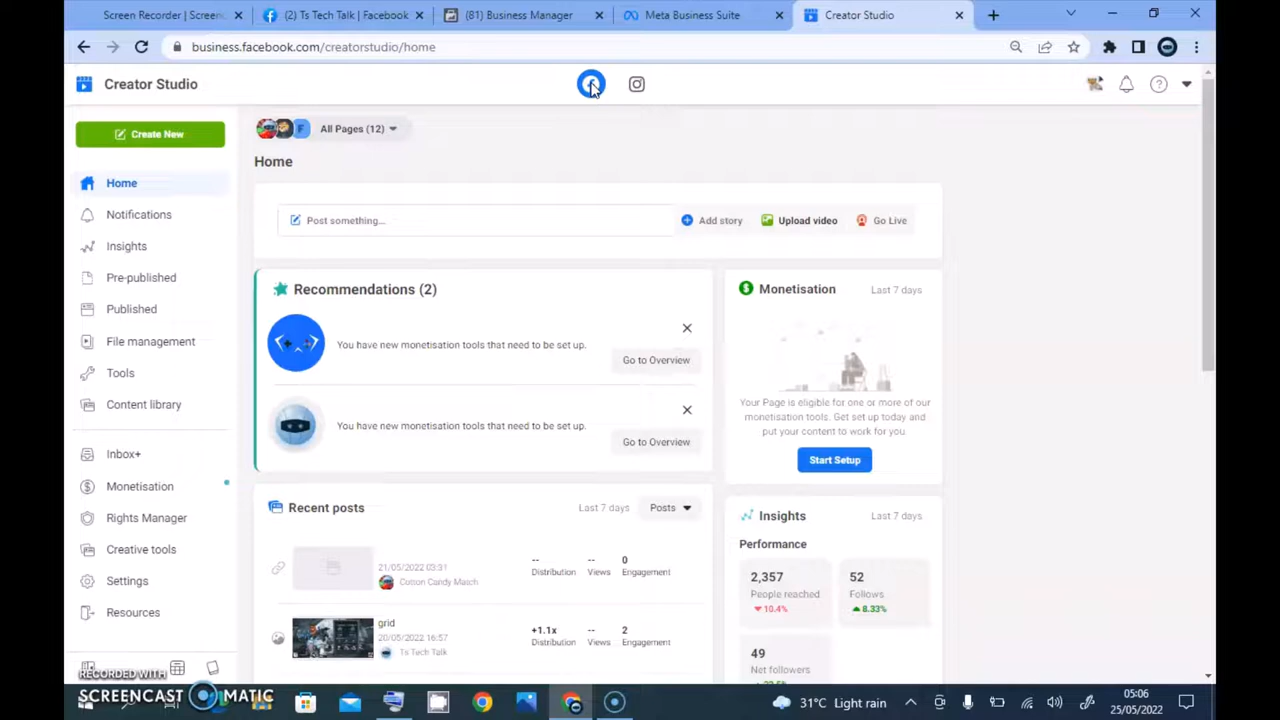 Screen Recorder | Screenc
(2) Ts Tech Talk | Facebook
(81) Business Manager
Meta Business Suite
Creator Studio
business.facebook.com/creatorstudio/home
Creator Studio
Create New
F
All Pages (12)
Home
Home
Notifications
Insights
Pre-published
Published
File management
Tools
Content library
Inbox+
Monetisation
Rights Manager
Creative tools
Settings
Resources
Post something...
Add story
Upload video
Go Live
Recommendations (2)
You have new monetisation tools that need to be set up.
Go to Overview
You have new monetisation tools that need to be set up.
Go to Overview
Monetisation
Last 7 days
Your Page is eligible for one or more of our
monetisation tools. Get set up today and
put your content to work for you
Start Setup
Recent posts
Last 7 days
Posts
21/05/2022 03:31
Cotton Candy Match
--
Distribution
--
Views
0
Engagement
grid
20/05/2022 16:57
Ts Tech Talk
+1.1x
Distribution
--
Views
2
Engagement
Insights
Last 7 days
Performance
2,357
People reached
10.4%
52
Follows
8.33%
49
Net followers
RECORDED WITH
SCREENCAST MATIC
31°C Light rain
05:06
25/05/2022